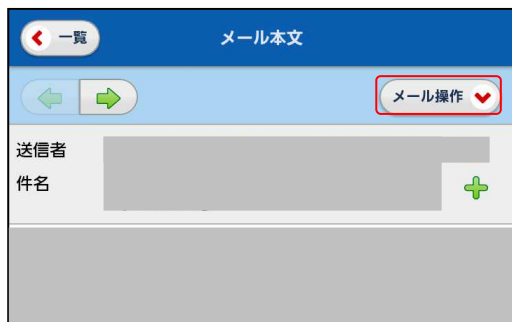 一覧
メール本文
メール操作
送信者
件名